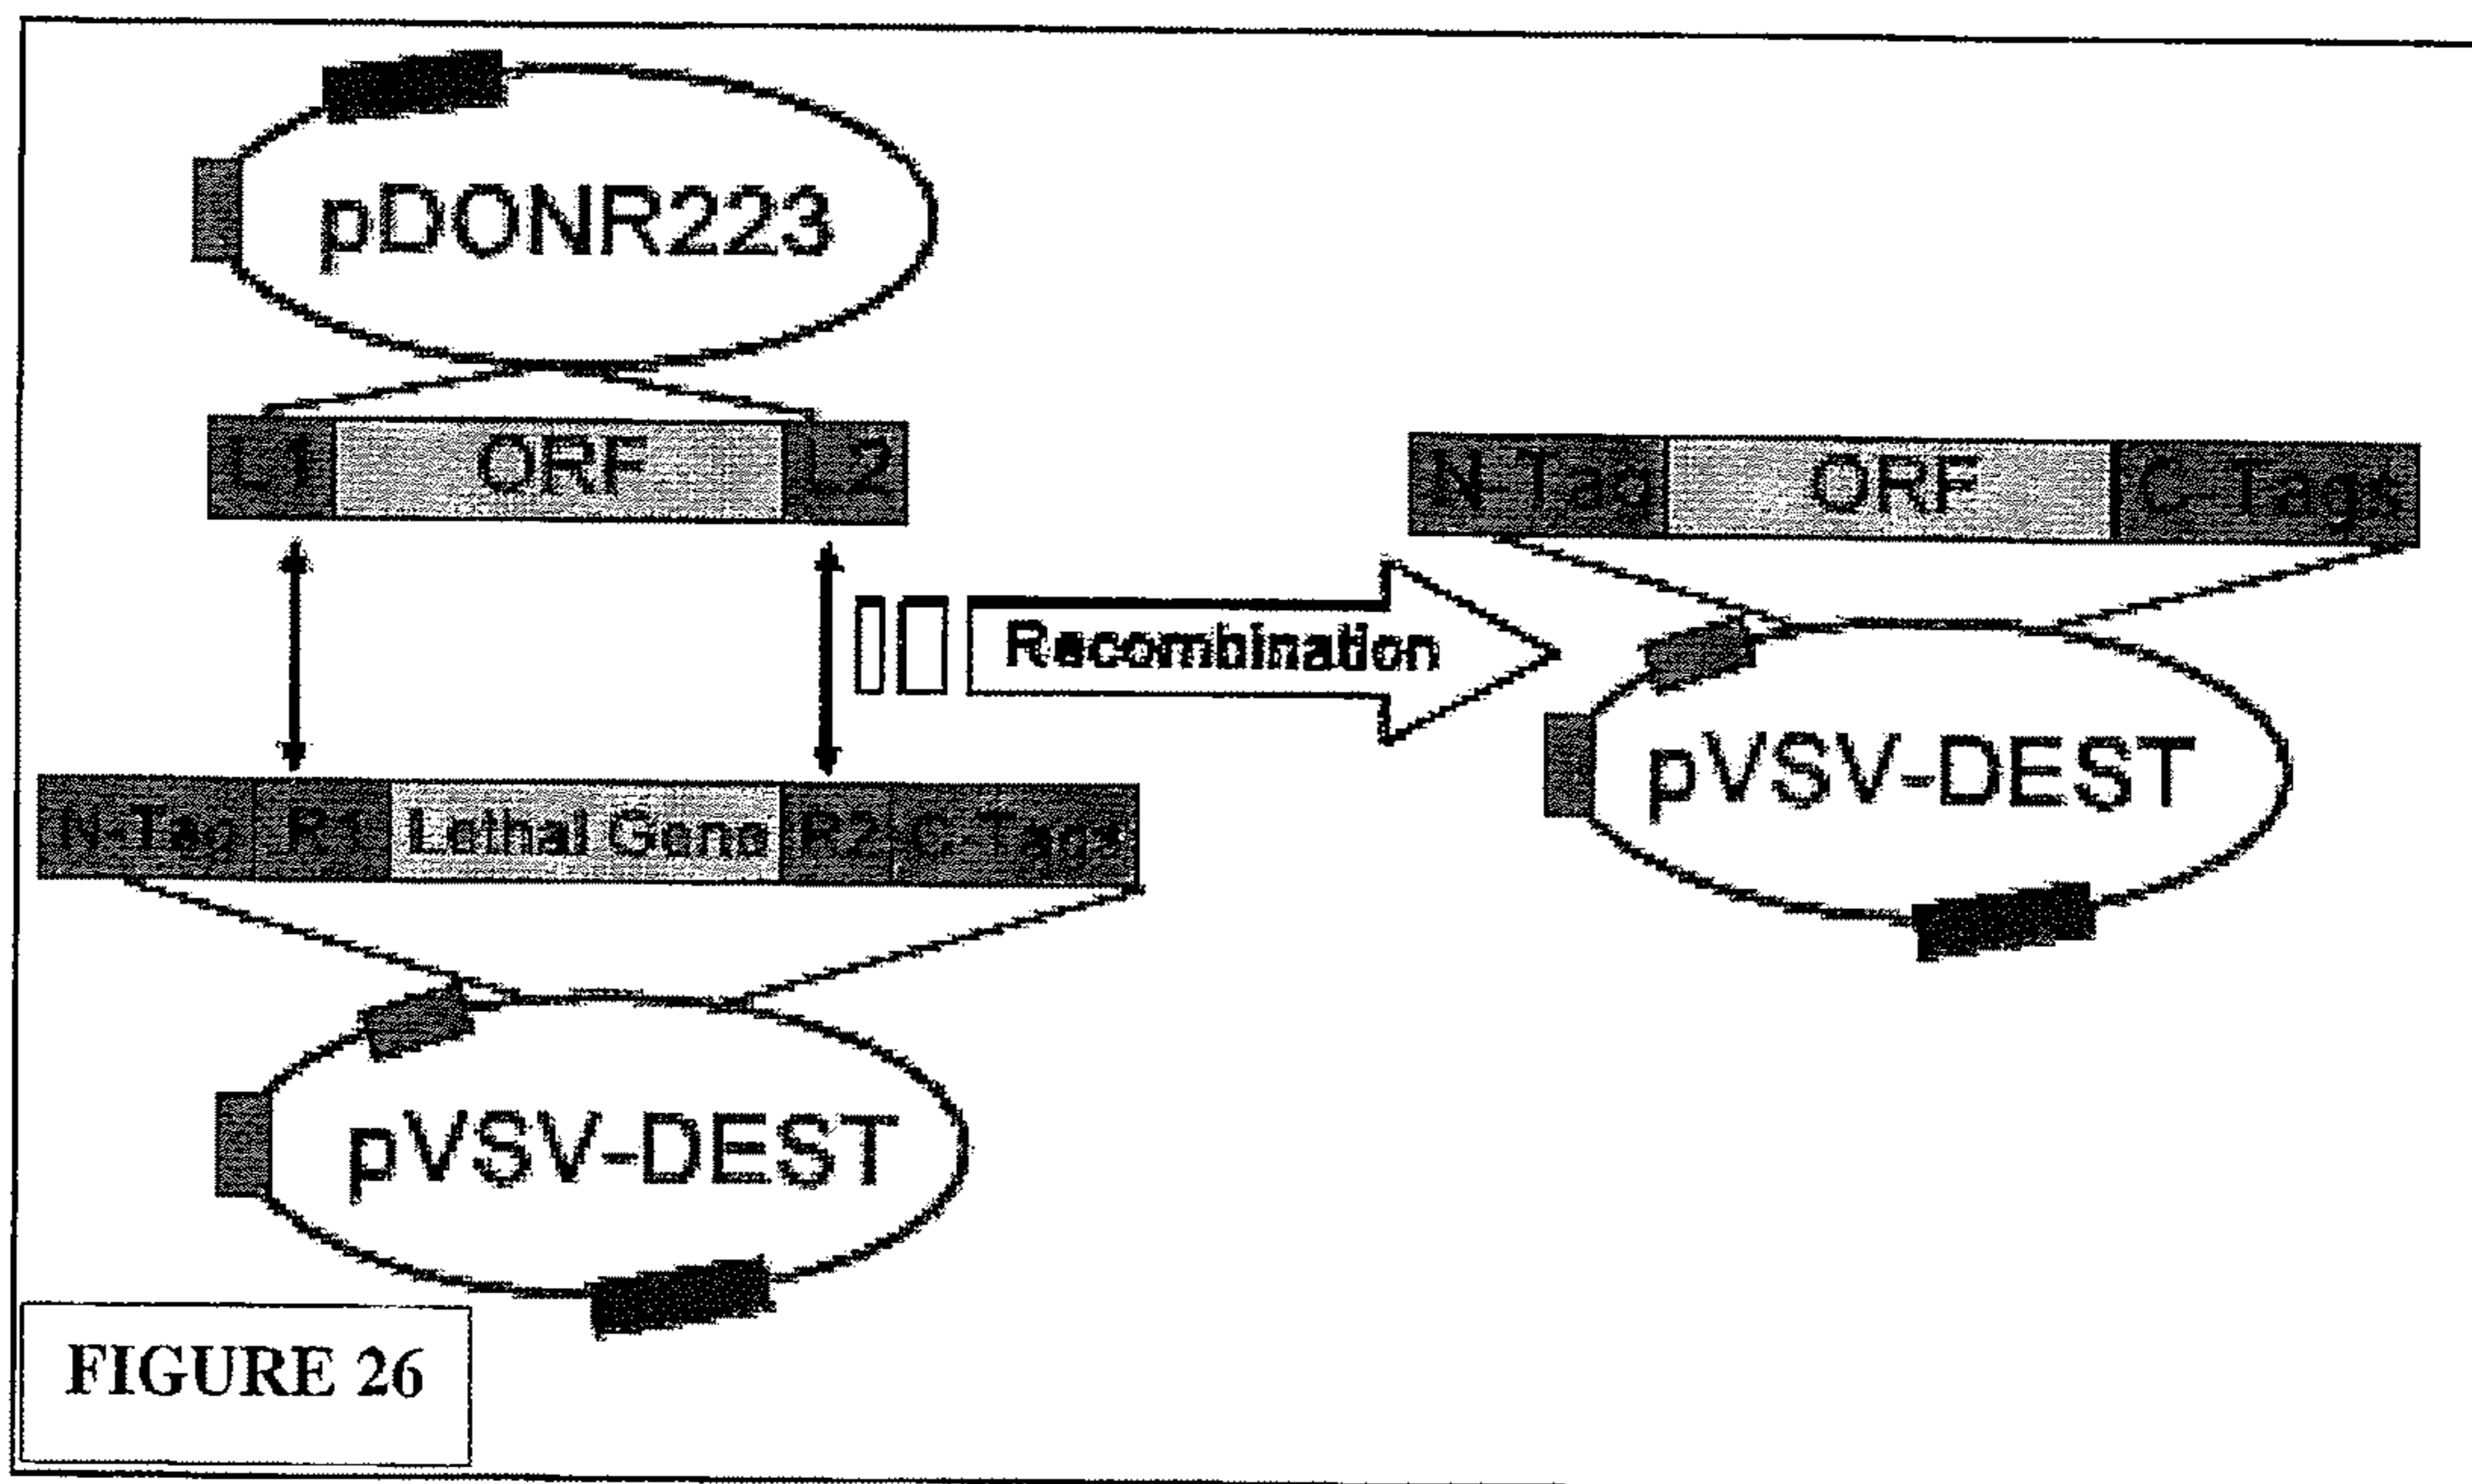 pDONR223
L1 ORF L2
N-Tag ORF C-Tags
Recombination
N-Tag R1 Lethal Gene R2 C-Tags
pVSV-DEST
pVSV-DEST
FIGURE 26